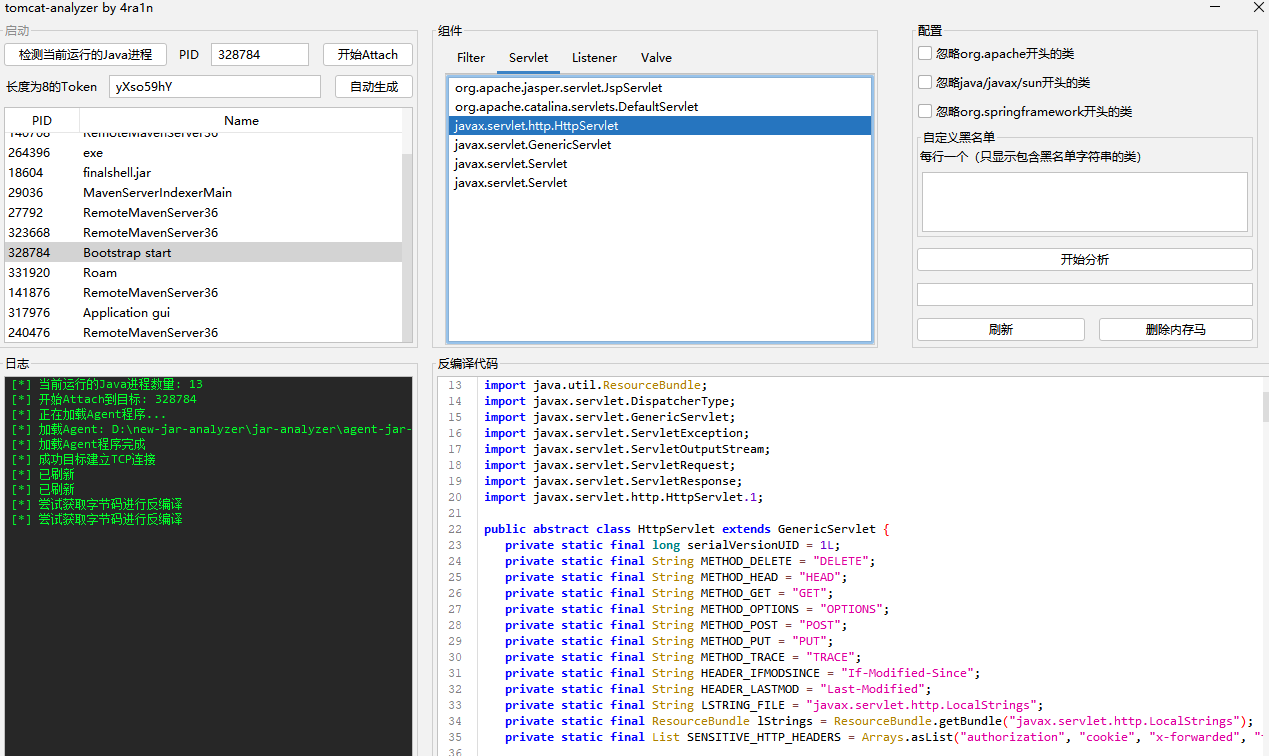 tomcat-analyzer by 4ra1n
启动
检测当前运行的Java进程 PID 328784 开始Attach
长度为8的Token yXso59hY 自动生成
PID Name
140708 RemoteMavenServer36
264396 exe
18604 finalshell.jar
29036 MavenServerIndexerMain
27792 RemoteMavenServer36
323668 RemoteMavenServer36
328784 Bootstrap start
331920 Roam
141876 RemoteMavenServer36
317976 Application gui
240476 RemoteMavenServer36
组件
Filter Servlet Listener Valve
org.apache.jasper.servlet.JspServlet
org.apache.catalina.servlets.DefaultServlet
javax.servlet.http.HttpServlet
javax.servlet.GenericServlet
javax.servlet.Servlet
javax.servlet.Servlet
配置
忽略org.apache开头的类
忽略java/javax/sun开头的类
忽略org.springframework开头的类
自定义黑名单
每行一个（只显示包含黑名单字符串的类）
开始分析
刷新 删除内存马
日志
[*] 当前运行的Java进程数量: 13
[*] 开始Attach到目标: 328784
[*] 正在加载Agent程序...
[*] 加载Agent: D:\new-jar-analyzer\jar-analyzer\agent-jar-
[*] 加载Agent程序完成
[*] 成功目标建立TCP连接
[*] 已刷新
[*] 已刷新
[*] 尝试获取字节码进行反编译
[*] 尝试获取字节码进行反编译
反编译代码
13 import java.util.ResourceBundle;
14 import javax.servlet.DispatcherType;
15 import javax.servlet.GenericServlet;
16 import javax.servlet.ServletException;
17 import javax.servlet.ServletOutputStream;
18 import javax.servlet.ServletRequest;
19 import javax.servlet.ServletResponse;
20 import javax.servlet.http.HttpServlet.1;
21
22 public abstract class HttpServlet extends GenericServlet {
23 private static final long serialVersionUID = 1L;
24 private static final String METHOD_DELETE = "DELETE";
25 private static final String METHOD_HEAD = "HEAD";
26 private static final String METHOD_GET = "GET";
27 private static final String METHOD_OPTIONS = "OPTIONS";
28 private static final String METHOD_POST = "POST";
29 private static final String METHOD_PUT = "PUT";
30 private static final String METHOD_TRACE = "TRACE";
31 private static final String HEADER_IFMODSINCE = "If-Modified-Since";
32 private static final String HEADER_LASTMOD = "Last-Modified";
33 private static final String LSTRING_FILE = "javax.servlet.http.LocalStrings";
34 private static final ResourceBundle lStrings = ResourceBundle.getBundle("javax.servlet.http.LocalStrings");
35 private static final List SENSITIVE_HTTP_HEADERS = Arrays.asList("authorization", "cookie", "x-forwarded", "
36